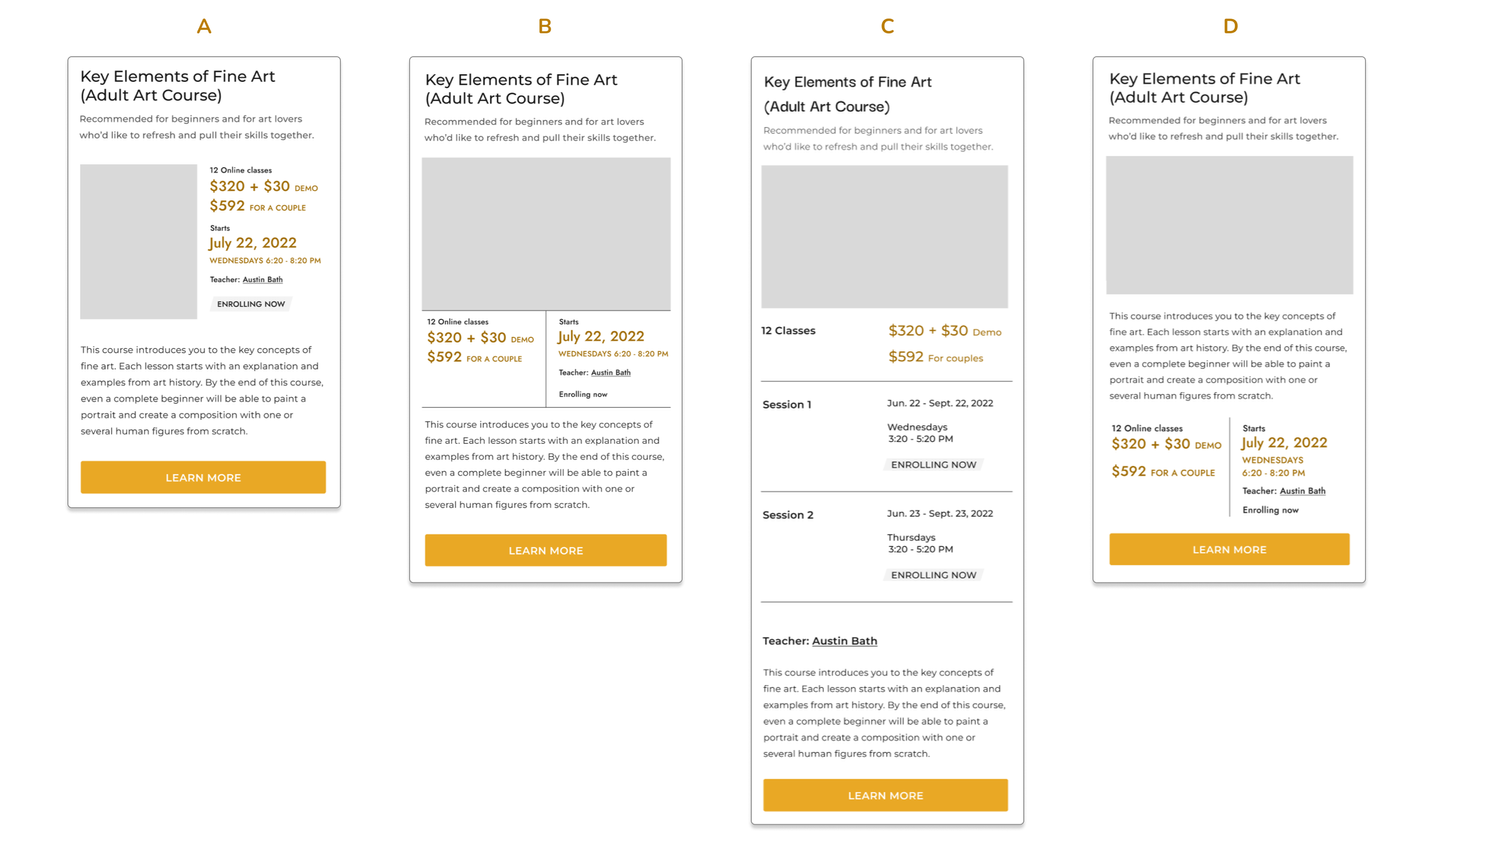 A
Key Elements of Fine Art
(Adult Art Course)
Recommended for beginners and for art lovers
who'd like to refresh and pull their skills together.
12 Online classes
$320 + $30 DEMO
$592 FOR A COUPLE
Starts
July 22, 2022
WEDNESDAYS 6:20 - 8:20 PM
Teacher: Austin Bath
ENROLLING NOW
This course introduces you to the key concepts of
fine art. Each lesson starts with an explanation and
examples from art history. By the end of this course,
even a complete beginner will be able to paint a
portrait and create a composition with one or
several human figures from scratch.
LEARN MORE
B
Key Elements of Fine Art
(Adult Art Course)
Recommended for beginners and for art lovers
who'd like to refresh and pull their skills together.
12 Online classes
$320 + $30 DEMO
$592 FOR A COUPLE
Starts
July 22, 2022
WEDNESDAYS 6:20 - 8:20 PM
Teacher: Austin Bath
Enrolling now
This course introduces you to the key concepts of
fine art. Each lesson starts with an explanation and
examples from art history. By the end of this course,
even a complete beginner will be able to paint a
portrait and create a composition with one or
several human figures from scratch.
LEARN MORE
C
Key Elements of Fine Art
(Adult Art Course)
Recommended for beginners and for art lovers
who'd like to refresh and pull their skills together.
12 Classes
$320 + $30 Demo
$592 For couples
Session 1
Jun. 22 - Sept. 22, 2022
Wednesdays
3:20 - 5:20 PM
ENROLLING NOW
Session 2
Jun. 23 - Sept. 23, 2022
Thursdays
3:20 - 5:20 PM
ENROLLING NOW
Teacher: Austin Bath
This course introduces you to the key concepts of
fine art. Each lesson starts with an explanation and
examples from art history. By the end of this course,
even a complete beginner will be able to paint a
portrait and create a composition with one or
several human figures from scratch.
LEARN MORE
D
Key Elements of Fine Art
(Adult Art Course)
Recommended for beginners and for art lovers
who'd like to refresh and pull their skills together.
This course introduces you to the key concepts of
fine art. Each lesson starts with an explanation and
examples from art history. By the end of this course,
even a complete beginner will be able to paint a
portrait and create a composition with one or
several human figures from scratch.
12 Online classes
$320 + $30 DEMO
$592 FOR A COUPLE
Starts
July 22, 2022
WEDNESDAYS
6:20 - 8:20 PM
Teacher: Austin Bath
Enrolling now
LEARN MORE